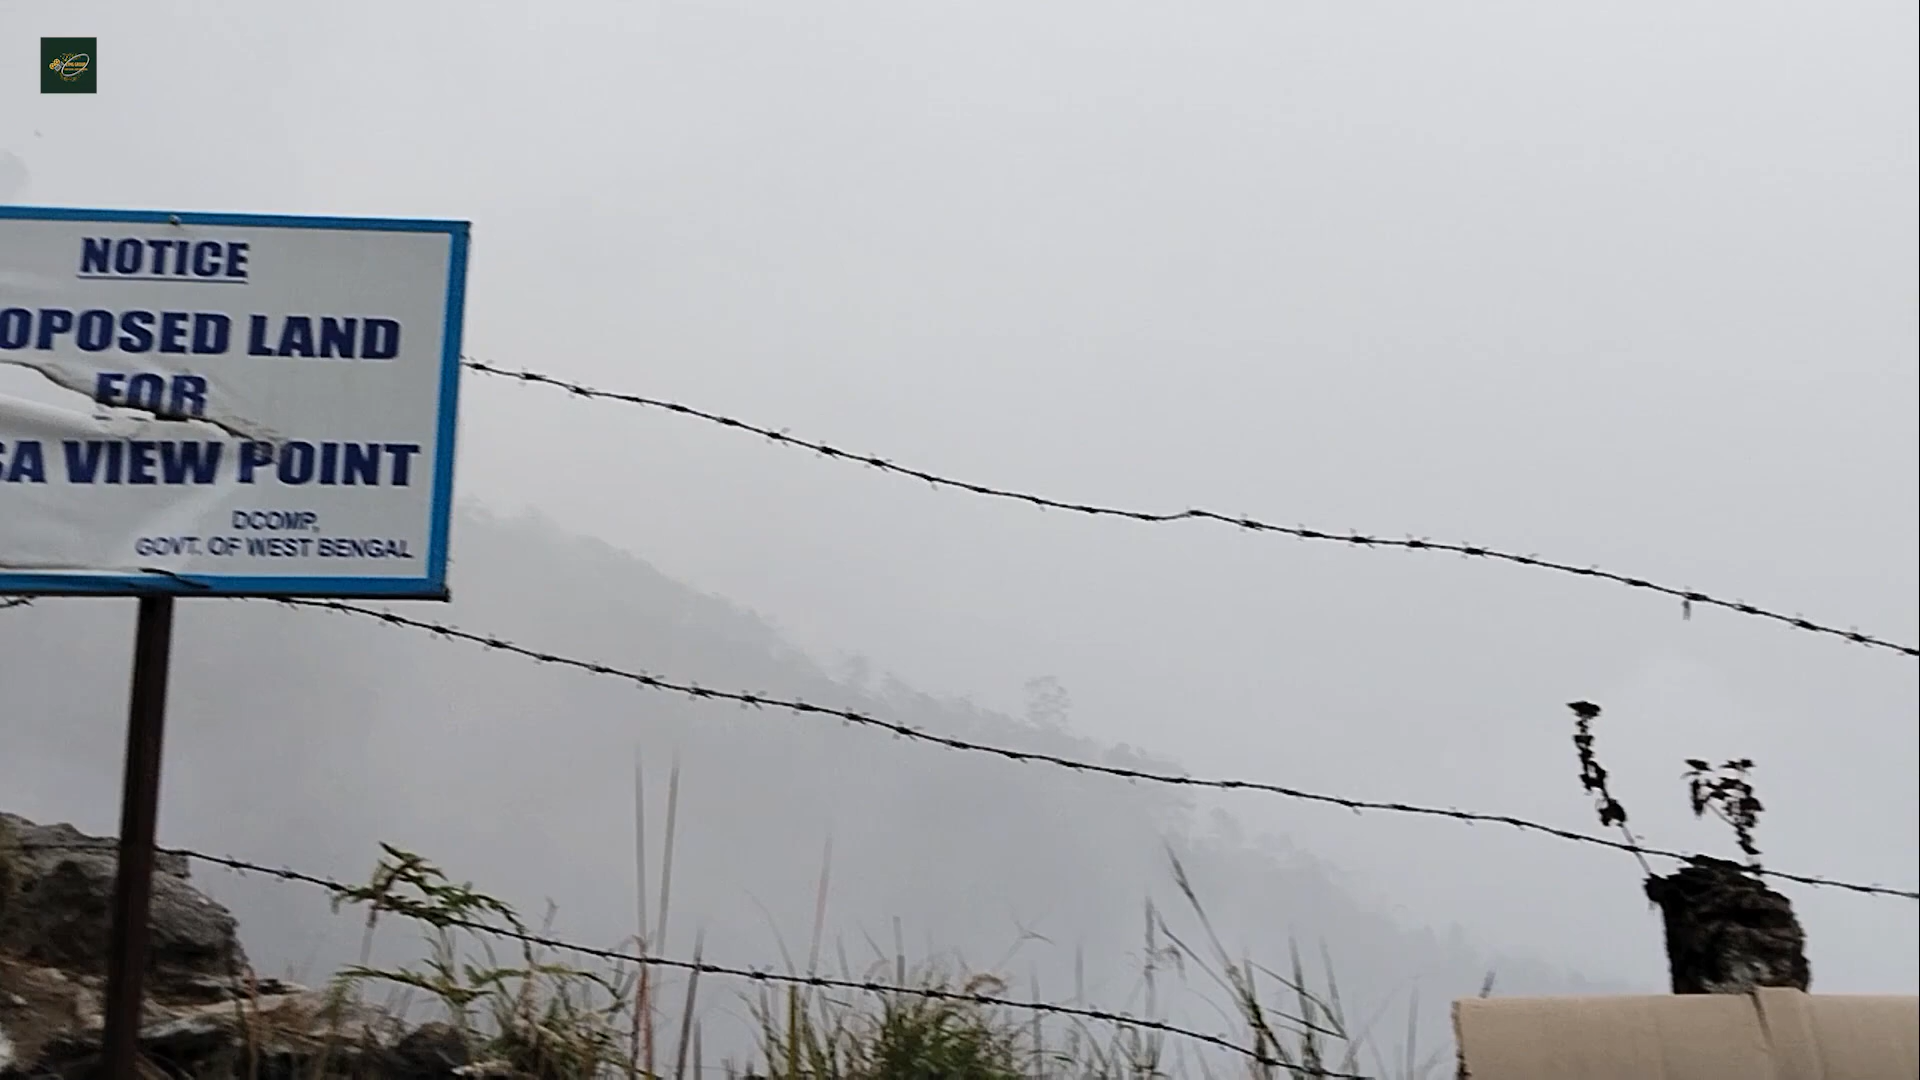 NOTICE
OPOSED LAND
FOR
SA VIEW POINT
DCOMP,
GOVT. OF WEST BENGAL